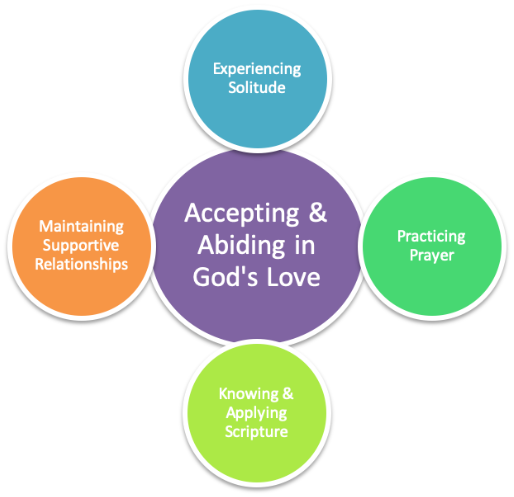 Experiencing
Solitude
Accepting &
Abiding in
God's Love
Maintaining
Supportive
Relationships
Practicing
Prayer
Knowing &
Applying
Scripture